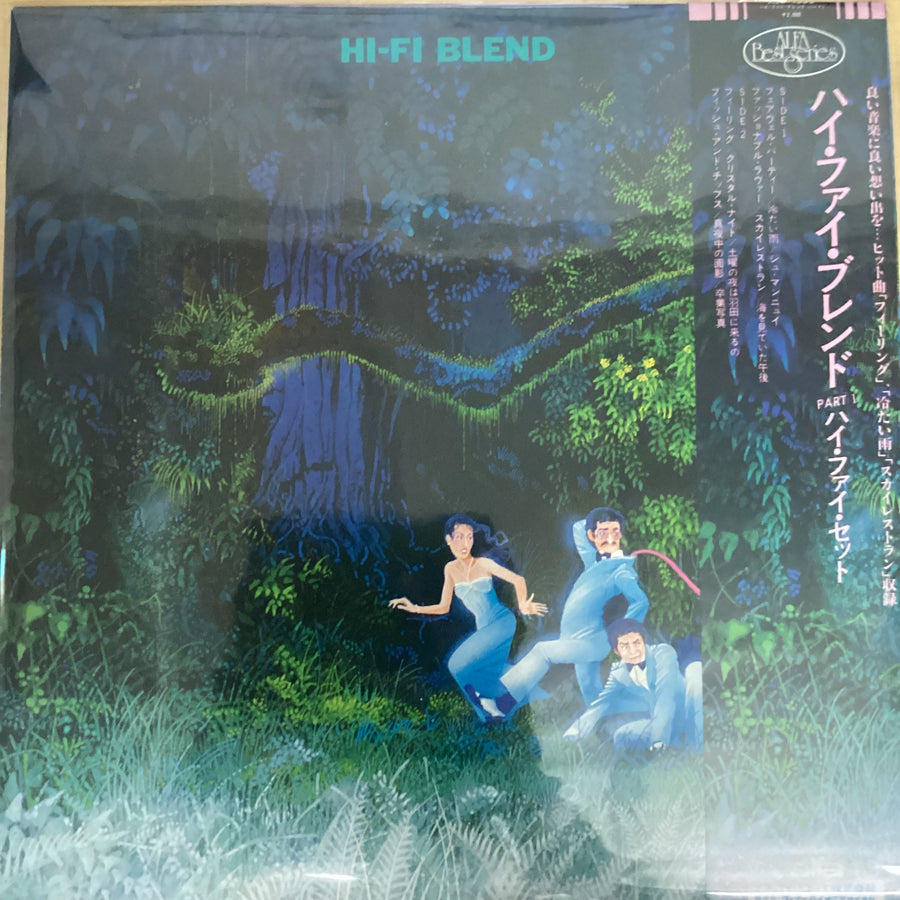 HI-FI BLEND
¥2,800
ALFA
Best Series
良い音楽に良い想い出を…ヒット曲「フィーリング」、「冷たい雨」「スカイレストラン」収録
ハイ・ファイ・ブレンド PART 1 ハイ・ファイ・セット
SIDE 1
フェアウェル・パーティー 冷たい雨 シュ・マンニュイ
ファッショナブル・ラヴァー スカイレストラン 海を見ていた午後
SIDE 2
フィーリング クリスタル・ナイト 土曜の夜は羽田に来るの
フィッシュ・アンド・チップス 真夜中の面影 卒業写真